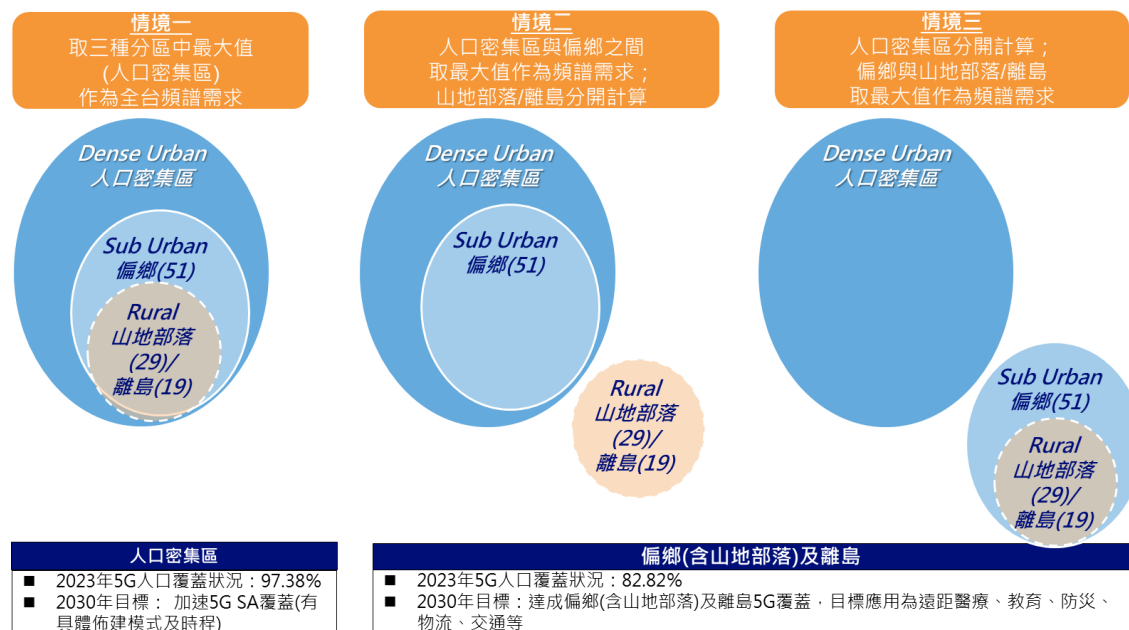 情境一
取三種分區中最大值
(人口密集區)
作為全台頻譜需求
情境二
人口密集區與偏鄉之間
取最大值作為頻譜需求；
山地部落/離島分開計算
情境三
人口密集區分開計算；
偏鄉與山地部落/離島
取最大值作為頻譜需求
Dense Urban
人口密集區
Sub Urban
偏鄉(51)
Rural
山地部落
(29)/
離島(19)
Dense Urban
人口密集區
Sub Urban
偏鄉(51)
Rural
山地部落
(29)/
離島(19)
Dense Urban
人口密集區
Sub Urban
偏鄉(51)
Rural
山地部落
(29)/
離島(19)
人口密集區
■ 2023年5G人口覆蓋狀況：97.38%
■ 2030年目標： 加速5G SA覆蓋(有
具體佈建模式及時程)
偏鄉(含山地部落)及離島
■ 2023年5G人口覆蓋狀況：82.82%
■ 2030年目標：達成偏鄉(含山地部落)及離島5G覆蓋，目標應用為遠距醫療、教育、防災、
物流、交通等